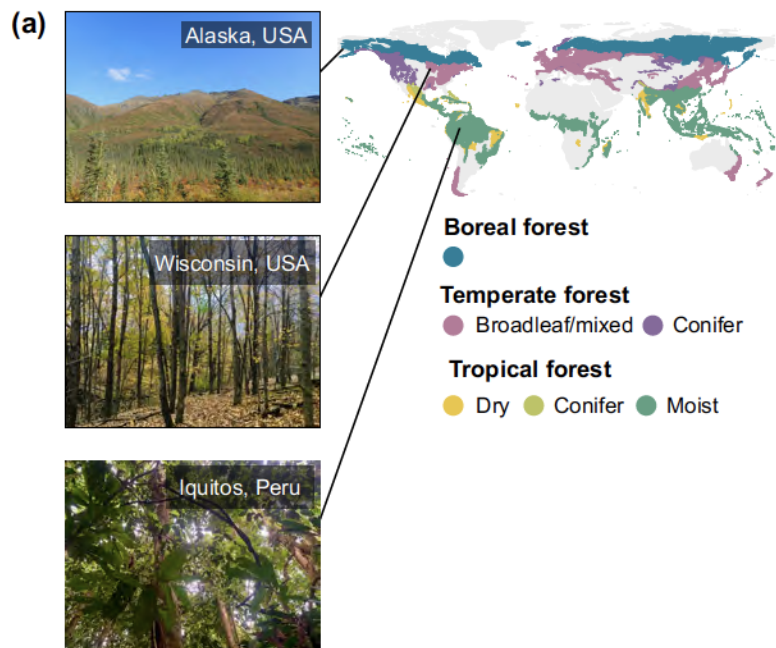 (a)
Alaska, USA
Wisconsin, USA
Iquitos, Peru
Boreal forest
Temperate forest
Broadleaf/mixed Conifer
Tropical forest
Dry Conifer Moist